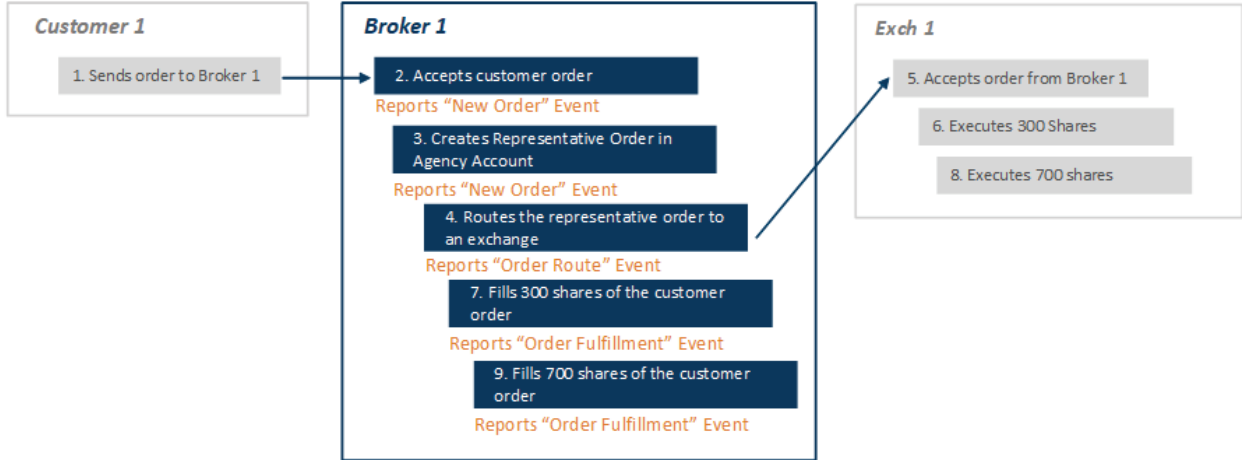 Customer 1
1. Sends order to Broker 1
Broker 1
2. Accepts customer order
Reports “New Order” Event
3. Creates Representative Order in
Agency Account
Reports “New Order” Event
4. Routes the representative order to
an exchange
Reports “Order Route” Event
7. Fills 300 shares of the customer
order
Reports “Order Fulfillment” Event
9. Fills 700 shares of the customer
order
Reports “Order Fulfillment” Event
Exch 1
5. Accepts order from Broker 1
6. Executes 300 Shares
8. Executes 700 shares